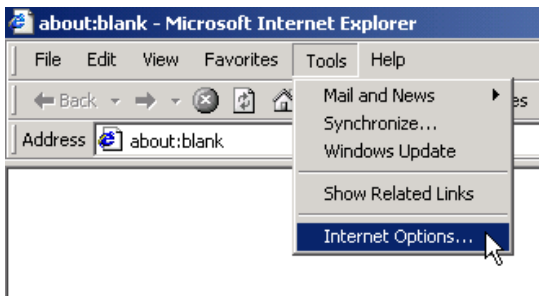 about:blank - Microsoft Internet Explorer
File Edit View Favorites Tools Help
Back
Mail and News
es
Synchronize...
Address about:blank
Windows Update
Show Related Links
Internet Options...